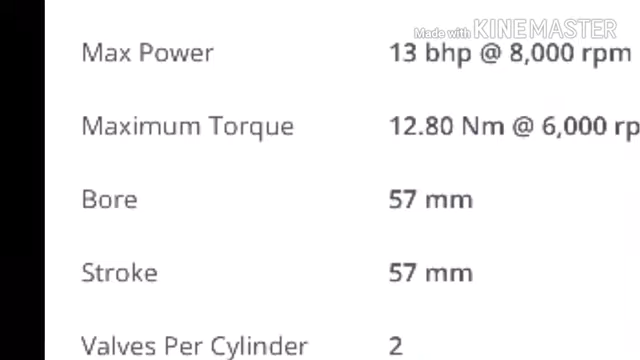 Made with KINEMASTER
Max Power 13 bhp @ 8,000 rpm
Maximum Torque 12.80 Nm @ 6,000 rp
Bore 57 mm
Stroke 57 mm
Valves Per Cylinder 2